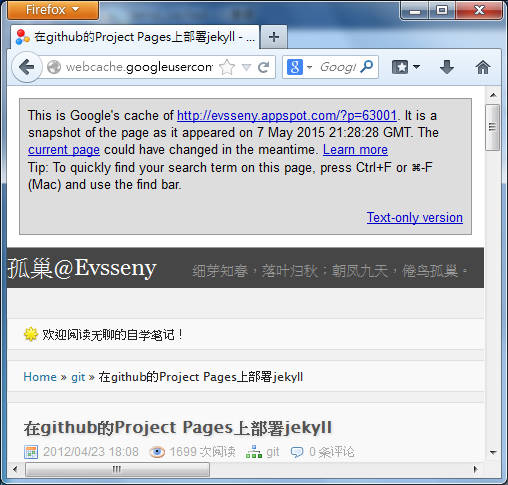 Firefox
在github的Project Pages上部署jekyll - ...
webcache.googleusercon
Googl
This is Google's cache of http://evsseny.appspot.com/?p=63001. It is a
snapshot of the page as it appeared on 7 May 2015 21:28:28 GMT. The
current page could have changed in the meantime. Learn more
Tip: To quickly find your search term on this page, press Ctrl+F or ⌘-F
(Mac) and use the find bar.
Text-only version
孤巢@Evsseny
细芽知春，落叶归秋；朝凤九天，倦鸟孤巢。
欢迎阅读无聊的自学笔记！
Home » git » 在github的Project Pages上部署jekyll
在github的Project Pages上部署jekyll
2012/04/23 18:08 1699 次阅读 git 0 条评论